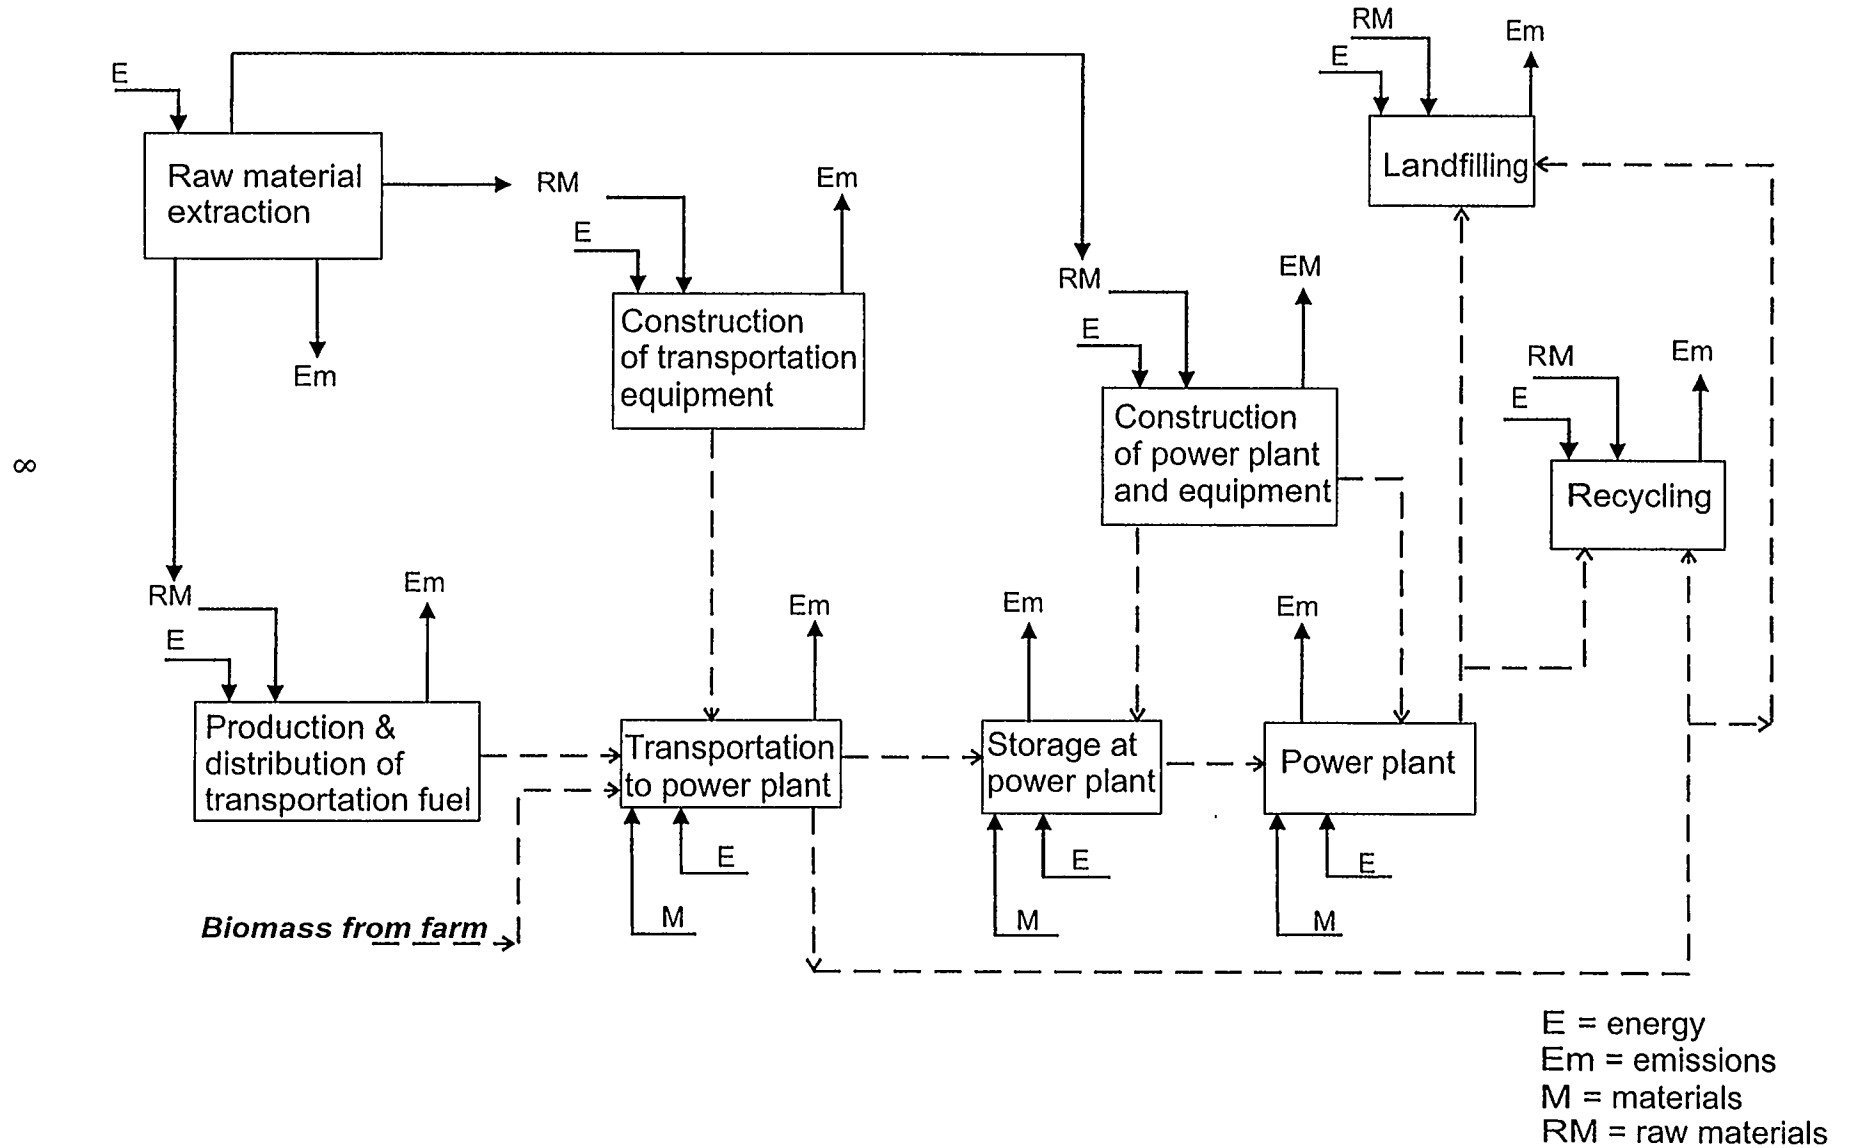 RM
Em
E
E
Raw material
extraction
RM
Em
E
Em
Landfilling
RM
E
EM
Construction
of transportation
equipment
RM
E
Em
Construction
of power plant
and equipment
∞
Recycling
RM
E
Em
Em
Em
Em
Production &
distribution of
transportation fuel
Transportation
to power plant
Storage at
power plant
Power plant
E
E
E
M
M
M
Biomass from farm
E = energy
Em = emissions
M = materials
RM = raw materials